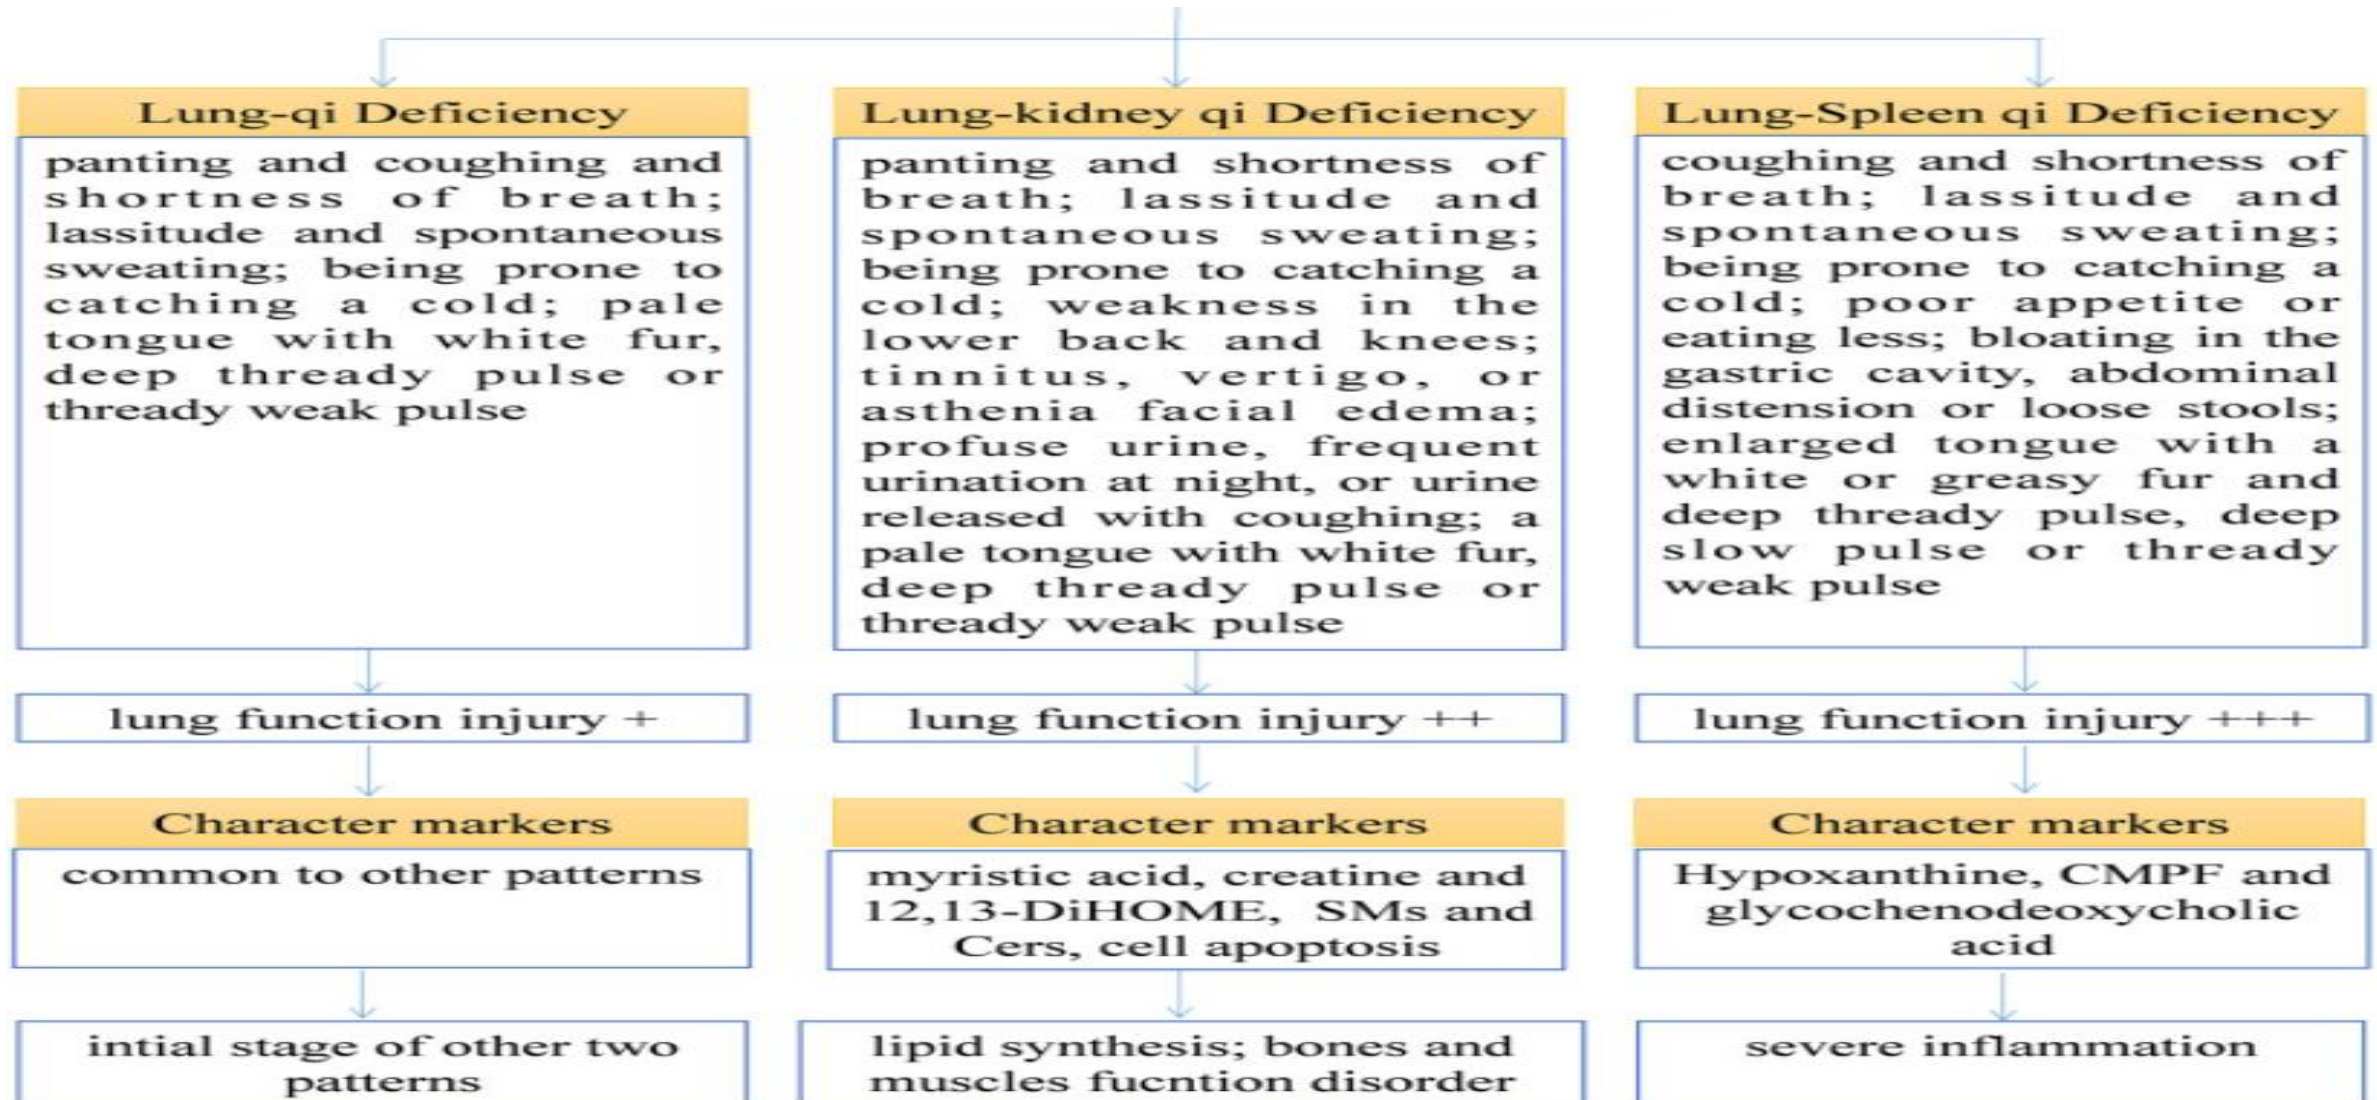 Lung-qi Deficiency
panting and coughing and
shortness of breath;
lassitude and spontaneous
sweating; being prone to
catching a cold; pale
tongue with white fur,
deep thready pulse or
thready weak pulse
lung function injury +
Character markers
common to other patterns
intial stage of other two
patterns
Lung-kidney qi Deficiency
panting and shortness of
breath; lassitude and
spontaneous sweating;
being prone to catching a
cold; weakness in the
lower back and knees;
tinnitus, vertigo, or
asthenia facial edema;
profuse urine, frequent
urination at night, or urine
released with coughing; a
pale tongue with white fur,
deep thready pulse or
thready weak pulse
lung function injury ++
Character markers
myristic acid, creatine and
12,13-DiHOME, SMs and
Cers, cell apoptosis
lipid synthesis; bones and
muscles fucntion disorder
Lung-Spleen qi Deficiency
coughing and shortness of
breath; lassitude and
spontaneous sweating;
being prone to catching a
cold; poor appetite or
eating less; bloating in the
gastric cavity, abdominal
distension or loose stools;
enlarged tongue with a
white or greasy fur and
deep thready pulse, deep
slow pulse or thready
weak pulse
lung function injury +++
Character markers
Hypoxanthine, CMPF and
glycochenodeoxycholic
acid
severe inflammation